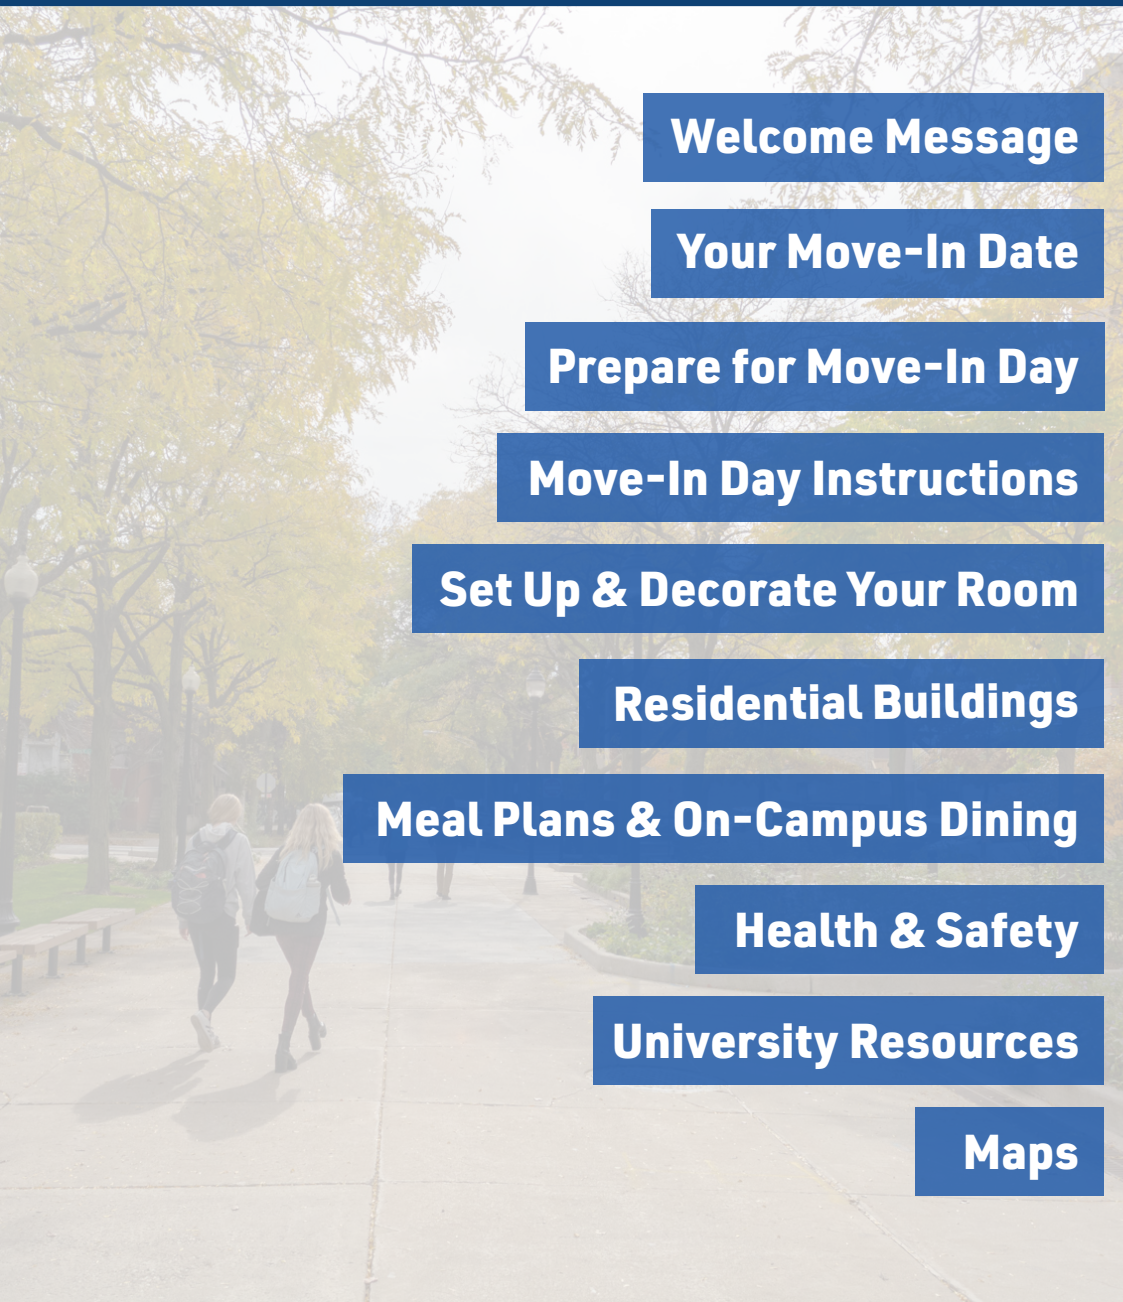 Welcome Message
Your Move-In Date
Prepare for Move-In Day
Move-In Day Instructions
Set Up & Decorate Your Room
Residential Buildings
Meal Plans & On-Campus Dining
Health & Safety
University Resources
Maps